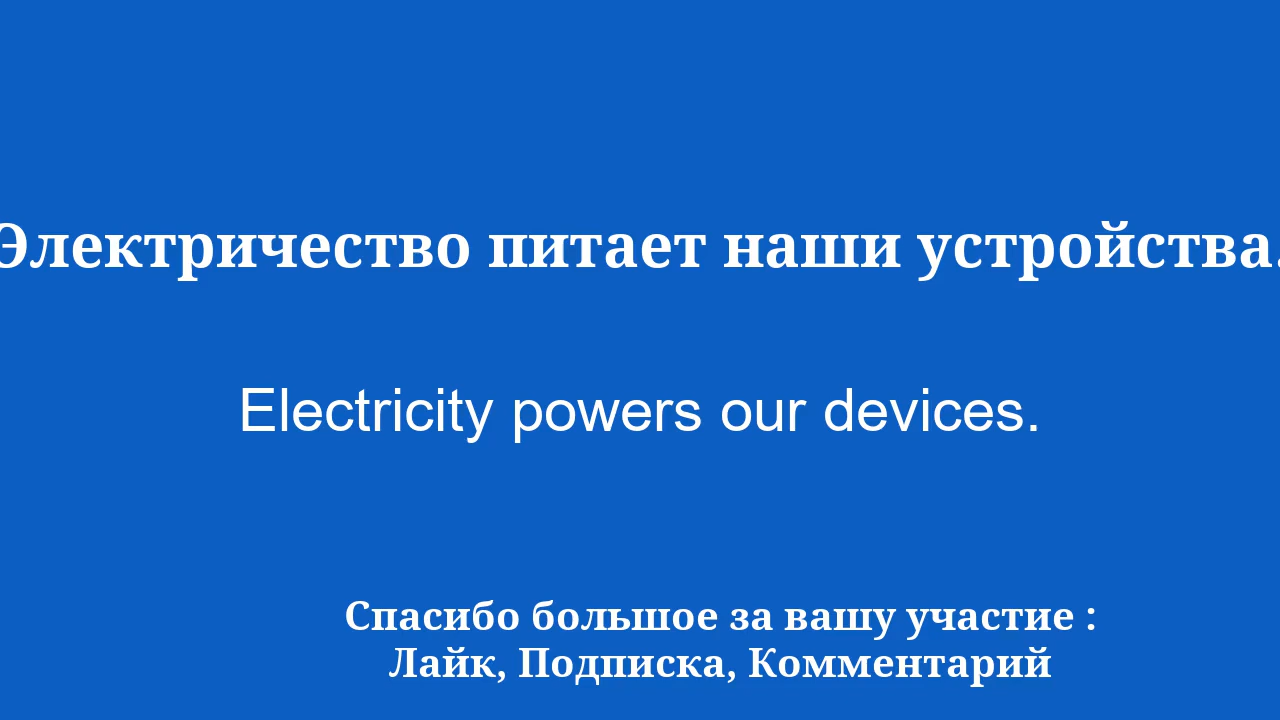 Электричество питает наши устройства.
Electricity powers our devices.
Спасибо большое за вашу участие :
Лайк, Подписка, Комментарий